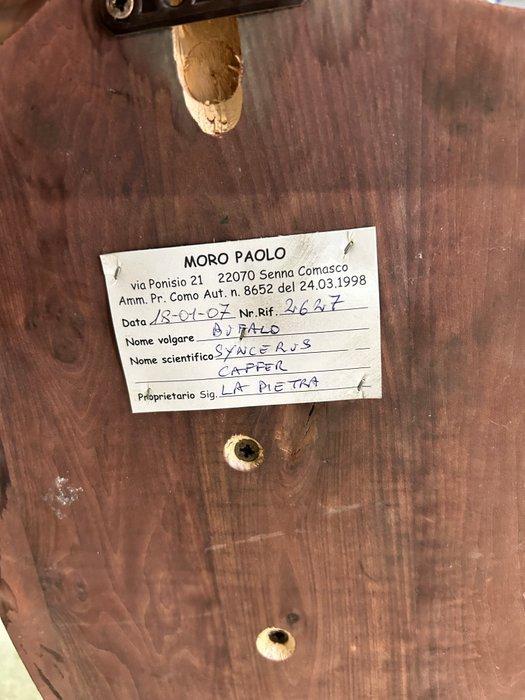 MORO PAOLO
via Ponisio 21 22070 Senna Comasco
Amm. Pr. Como Aut. n. 8652 del 24.03.1998
Data 18-01-07 Nr.Rif. 2627
Nome volgare BUFALO
Nome scientifico SYNCERUS
CAFFER
Proprietario Sig. LA PIETRA